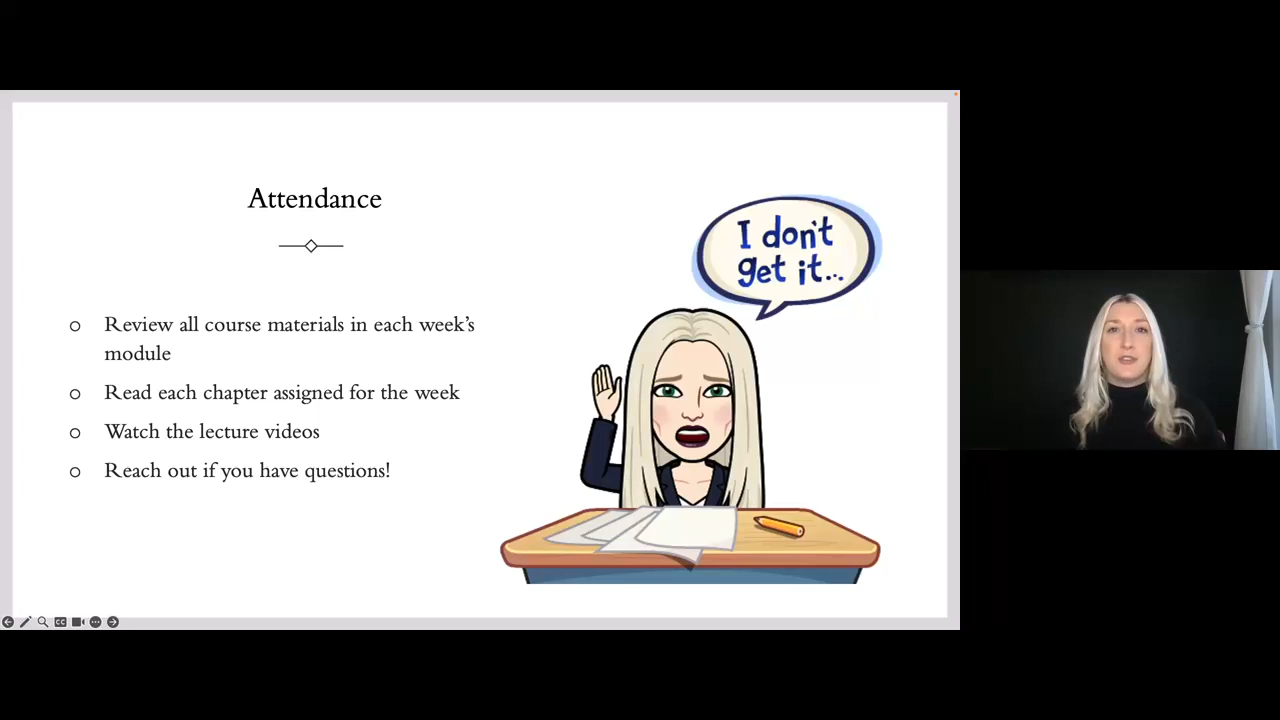 Attendance
I don't
get it...
o Review all course materials in each week's
module
o Read each chapter assigned for the week
o Watch the lecture videos
o Reach out if you have questions!
CC